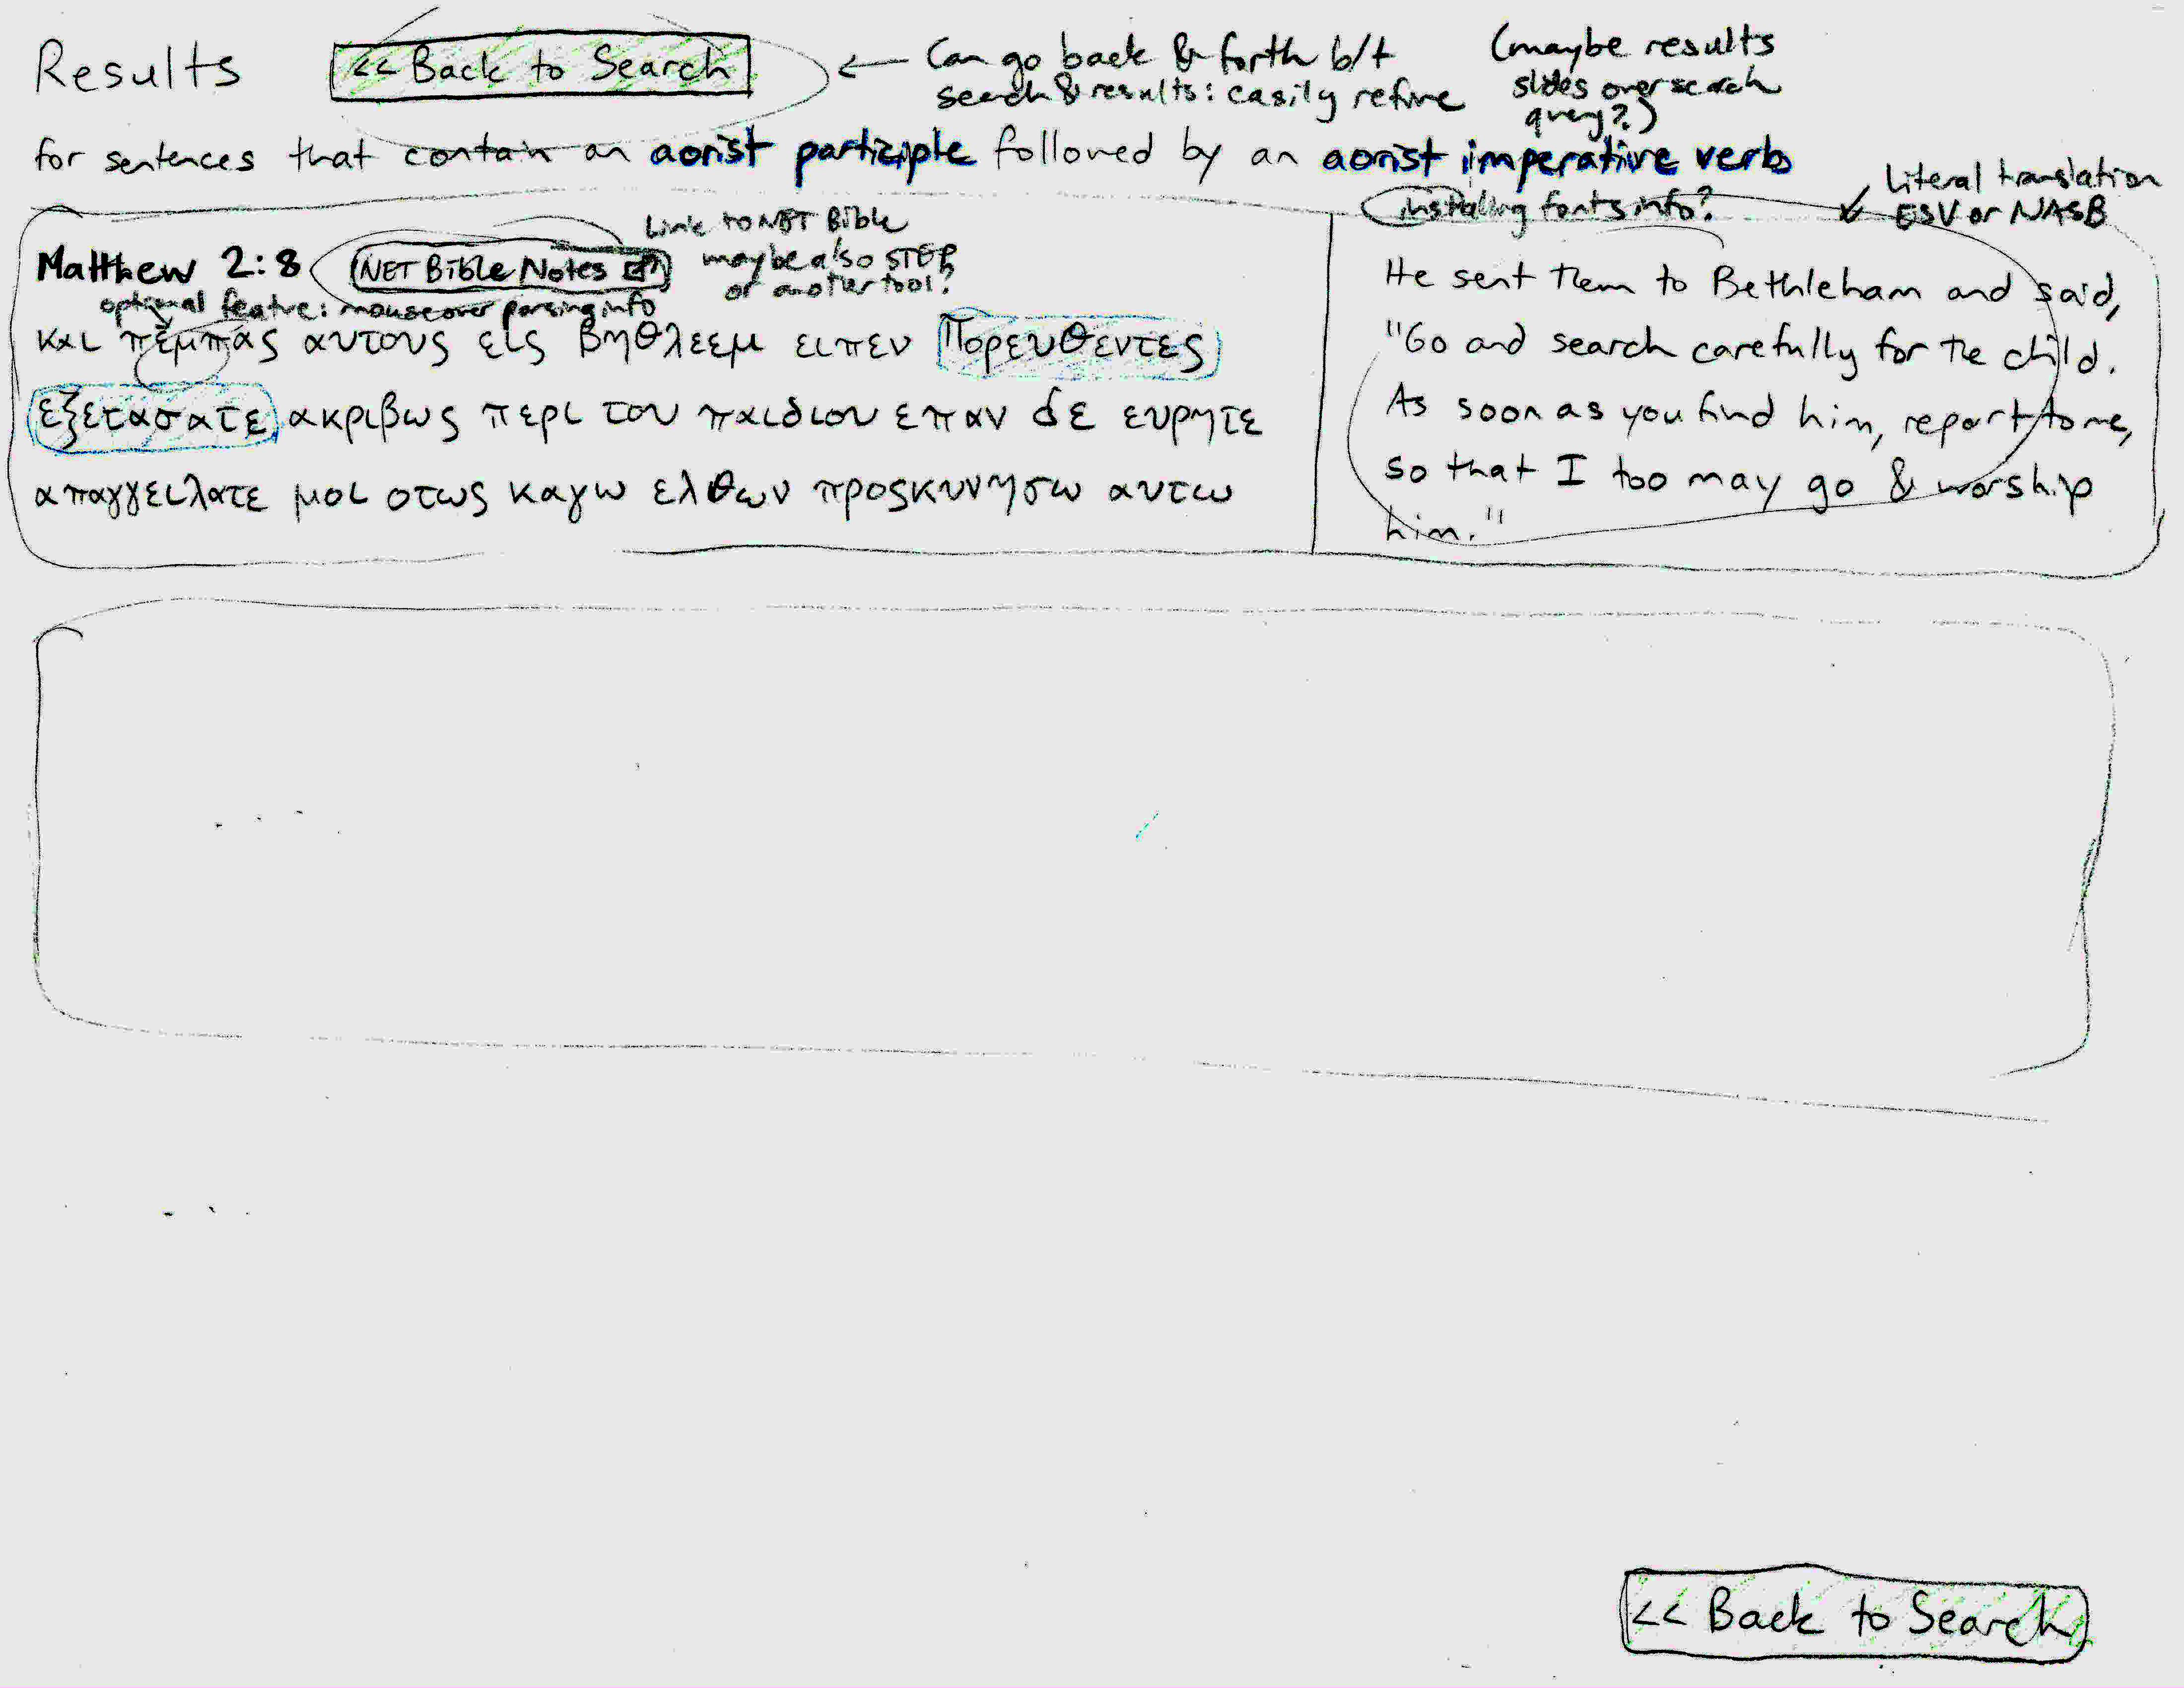 Results
<< Back to Search
← Can go back & forth b/t
search & results: easily refine
(maybe results
slides over search
query?)
for sentences that contain an aorist participle followed by an aorist imperative verb
Literal translation
ESV or NASB
installing fonts info?
Link to NET Bible
maybe also STEP
or another tool?
Matthew 2:8
NET Bible Notes
optional feature: mouseover parsing info
και πεμπας αυτους εις βηθλεεμ ειπεν Πορευθεντες
εξετασατε ακριβως περι του παιδιου επαν δε ευρητε
απαγγειλατε μοι οτως καγω ελθων προςκυνησω αυτω
He sent them to Bethleham and said,
"Go and search carefully for the child.
As soon as you find him, report to me,
so that I too may go & worship
him."
<< Back to Search